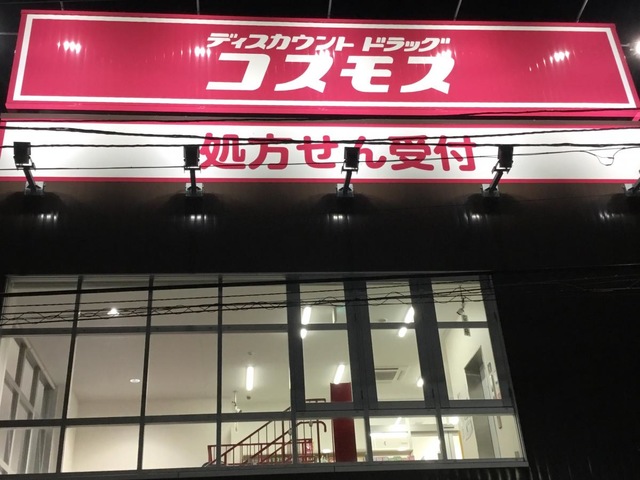 ディスカウント ドラッグ
コスモス
処方せん受付